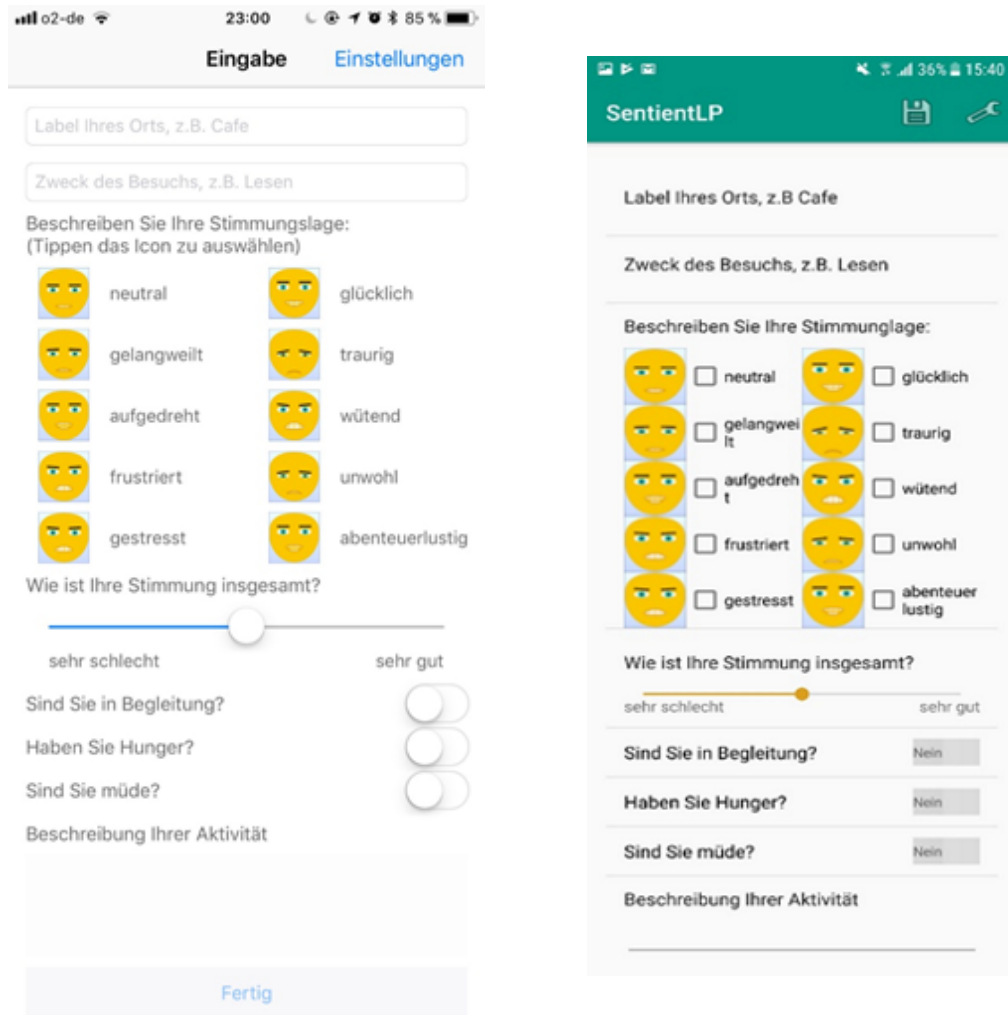 o2-de 23:00 85 %
Eingabe Einstellungen
Label Ihres Orts, z.B. Cafe
Zweck des Besuchs, z.B. Lesen
Beschreiben Sie Ihre Stimmungslage:
(Tippen das Icon zu auswählen)
neutral glücklich
gelangweilt traurig
aufgedreht wütend
frustriert unwohl
gestresst abenteuerlustig
Wie ist Ihre Stimmung insgesamt?
sehr schlecht sehr gut
Sind Sie in Begleitung?
Haben Sie Hunger?
Sind Sie müde?
Beschreibung Ihrer Aktivität
Fertig
36% 15:40
SentientLP
Label Ihres Orts, z.B Cafe
Zweck des Besuchs, z.B. Lesen
Beschreiben Sie Ihre Stimmunglage:
neutral glücklich
gelangwei
lt traurig
aufgedreh
t wütend
frustriert unwohl
gestresst abenteuer
lustig
Wie ist Ihre Stimmung insgesamt?
sehr schlecht sehr gut
Sind Sie in Begleitung? Nein
Haben Sie Hunger? Nein
Sind Sie müde? Nein
Beschreibung Ihrer Aktivität